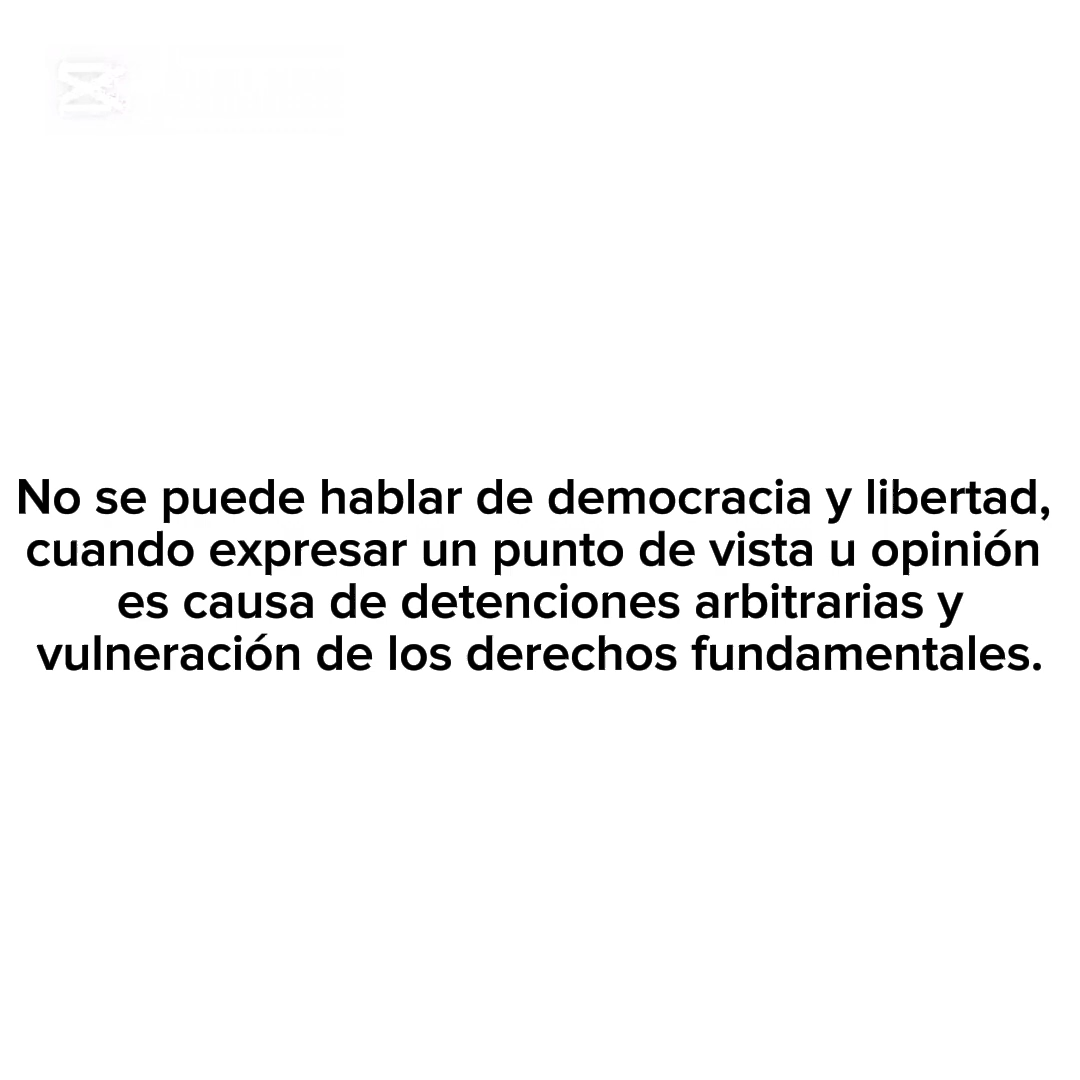 No se puede hablar de democracia y libertad,
cuando expresar un punto de vista u opinión
es causa de detenciones arbitrarias y
vulneración de los derechos fundamentales.